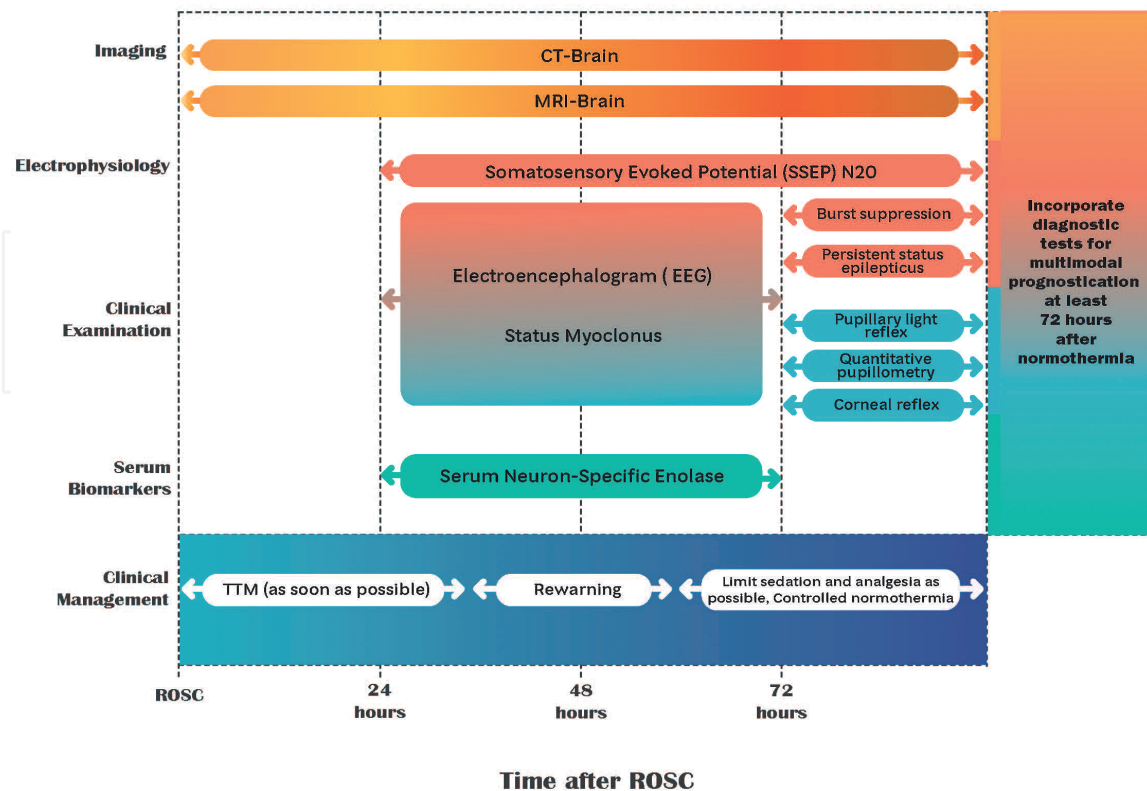 Imaging
CT-Brain
MRI-Brain
Electrophysiology
Somatosensory Evoked Potential (SSEP) N20
Burst suppression
Persistent status
epilepticus
Clinical
Examination
Electroencephalogram ( EEG)
Status Myoclonus
Pupillary light
reflex
Quantitative
pupillometry
Corneal reflex
Serum
Biomarkers
Serum Neuron-Specific Enolase
Clinical
Management
TTM (as soon as possible)
Rewarning
Limit sedation and analgesia as
possible, Controlled normothermia
Incorporate
diagnostic
tests for
multimodal
prognostication
at least
72 hours
after
normothermia
ROSC
24
hours
48
hours
72
hours
Time after ROSC